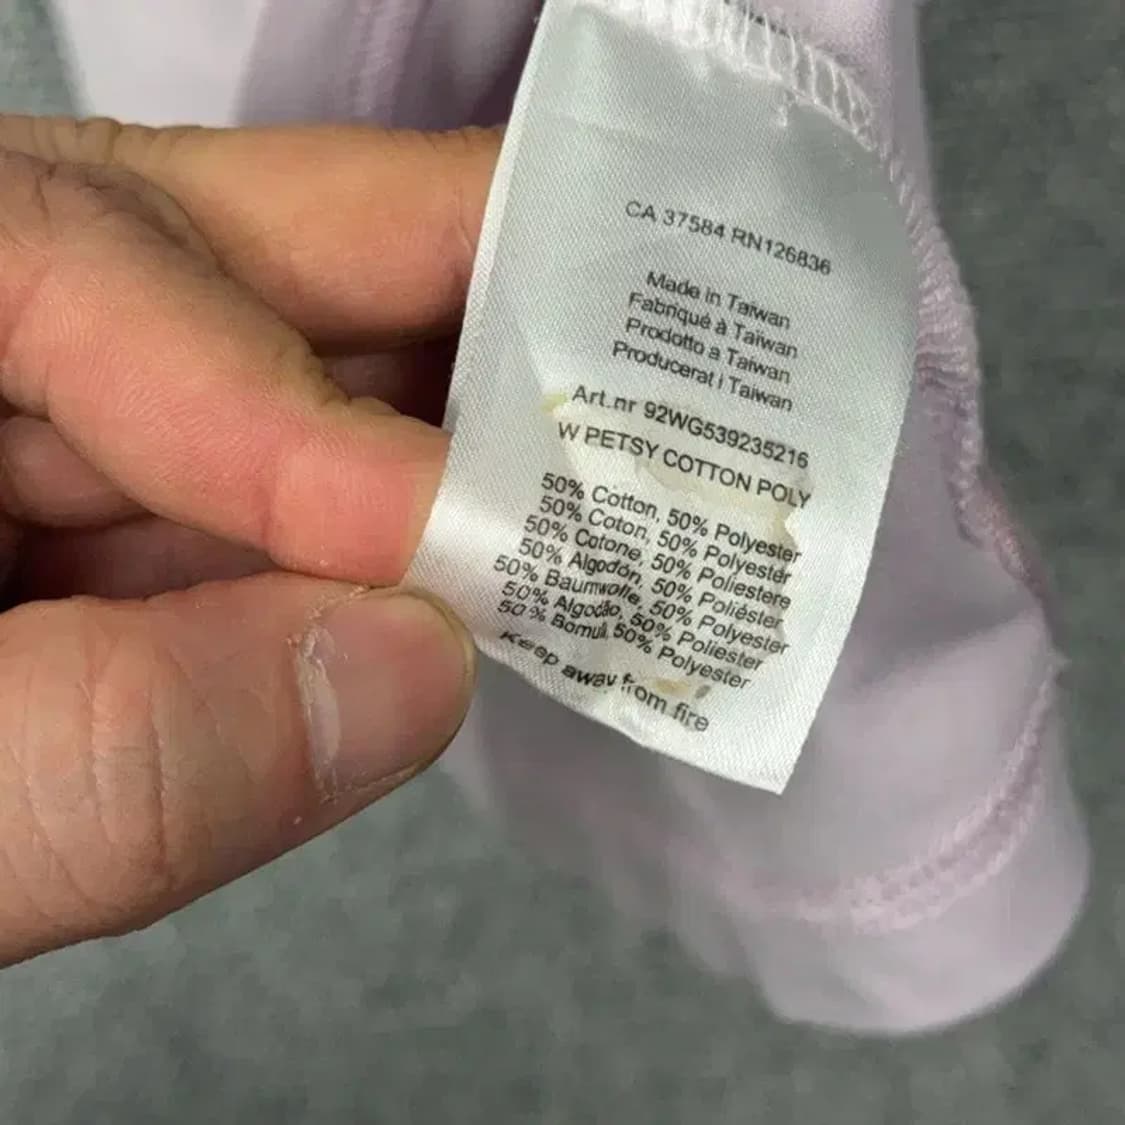 CA 37584 RN126836
Made in Taiwan
Fabriqué à Taïwan
Prodotto a Taiwan
Producerat i Taiwan
Art.nr 92WG539235216
W PETSY COTTON POLY
50% Cotton, 50% Polyester
50% Coton, 50% Polyester
50% Cotone, 50% Poliestere
50% Algodón, 50% Poliéster
50% Baumwolle, 50% Polyester
50% Algodão, 50% Poliester
50% Bomull, 50% Polyester
Keep away from fire